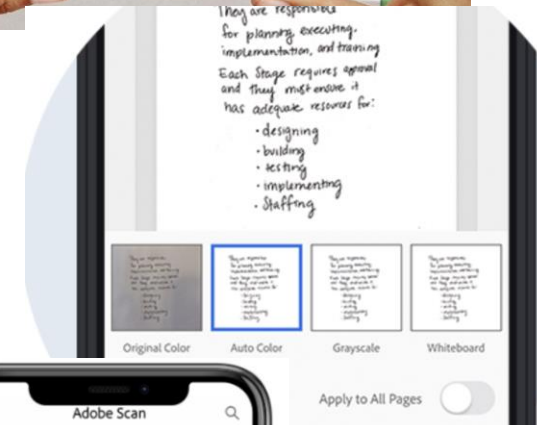 They are responsible
for planning, executing,
implementation, and training
Each Stage requires approval
and they must ensure it
has adequate resources for:
• designing
• building
• testing
• implementing
• Staffing
Original Color
Auto Color
Grayscale
Whiteboard
Apply to All Pages
Adobe Scan